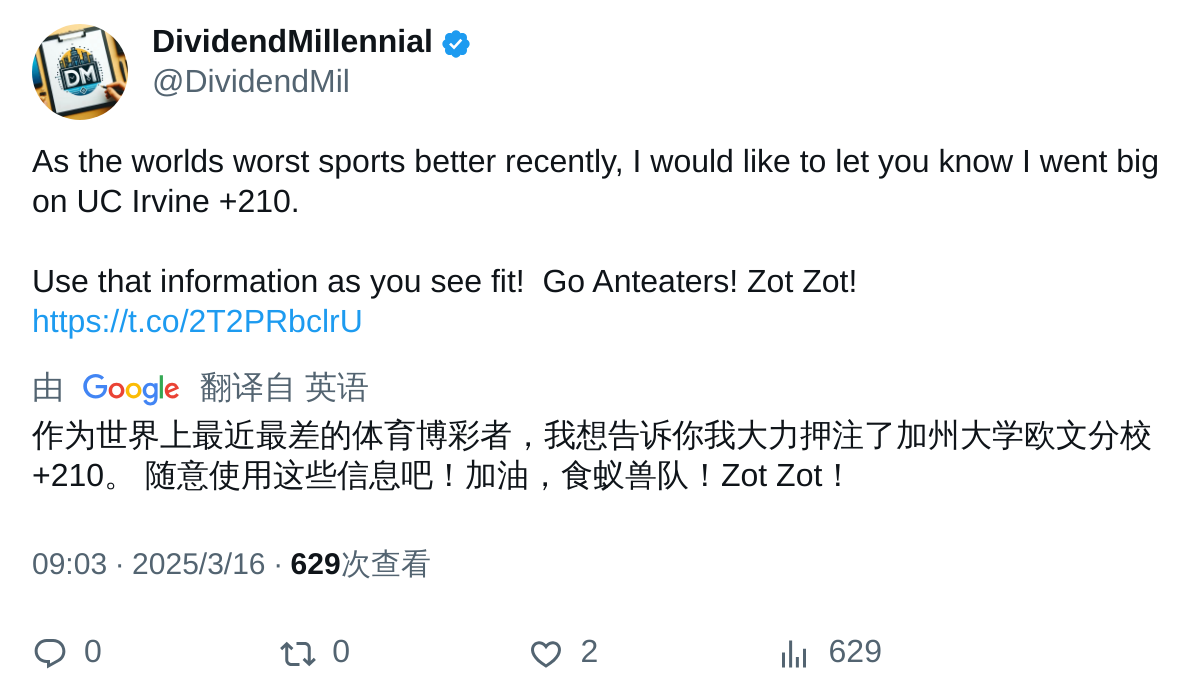 DM
DividendMillennial
@DividendMil
As the worlds worst sports better recently, I would like to let you know I went big
on UC Irvine +210.
Use that information as you see fit!  Go Anteaters! Zot Zot!
https://t.co/2T2PRbclrU
由 Google 翻译自 英语
作为世界上最近最差的体育博彩者，我想告诉你我大力押注了加州大学欧文分校
+210。 随意使用这些信息吧！加油，食蚁兽队！Zot Zot！
09:03 · 2025/3/16 · 629次查看
0 0 2 629